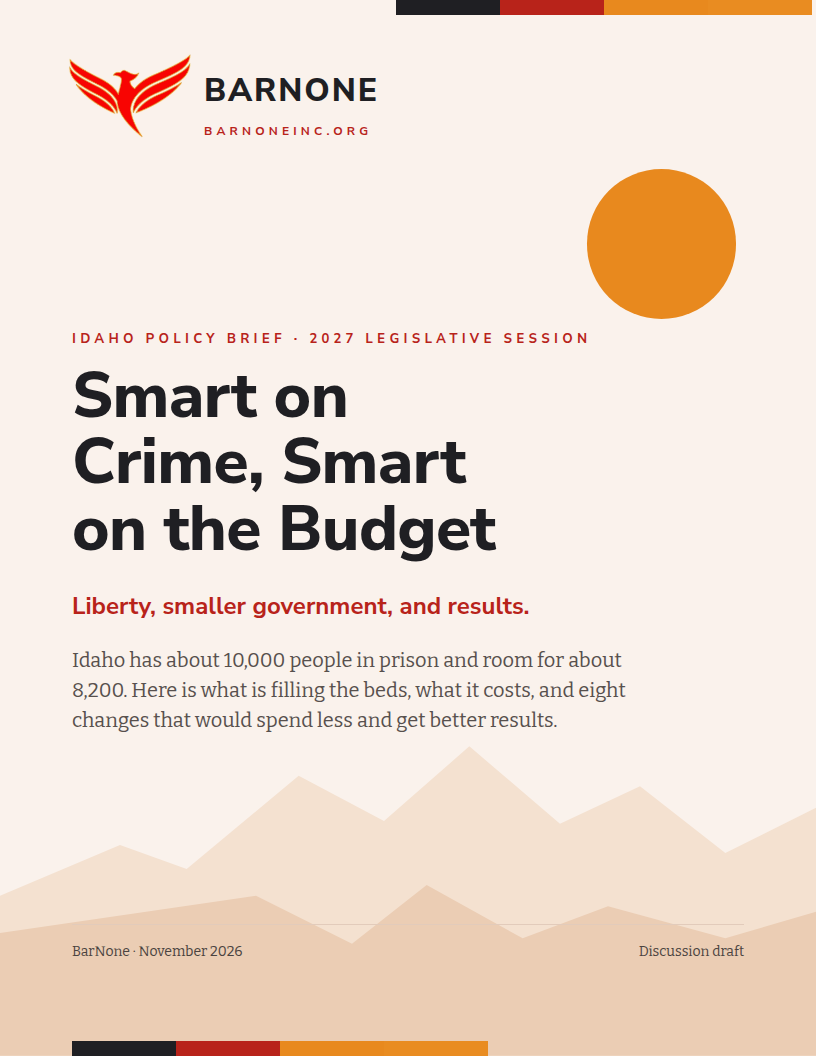 BARNONE
BARNONEINC.ORG
IDAHO POLICY BRIEF · 2027 LEGISLATIVE SESSION
Smart on
Crime, Smart
on the Budget
Liberty, smaller government, and results.
Idaho has about 10,000 people in prison and room for about
8,200. Here is what is filling the beds, what it costs, and eight
changes that would spend less and get better results.
BarNone · November 2026
Discussion draft